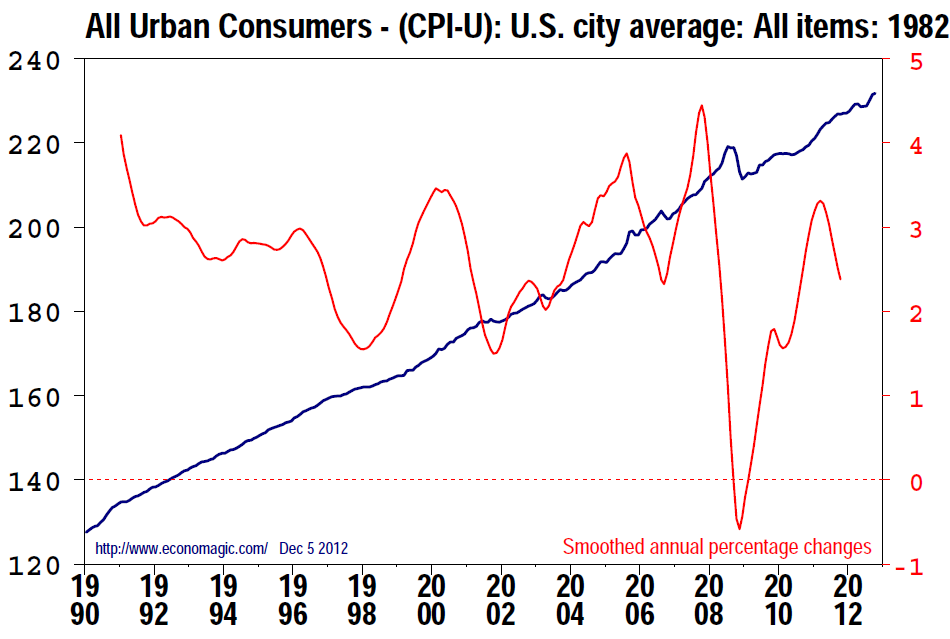 All Urban Consumers - (CPI-U): U.S. city average: All items: 1982
240 5
220 4
200 3
180 2
160 1
140 0
120 -1
http://www.economagic.com/ Dec 5 2012 Smoothed annual percentage changes
19 19 19 19 19 20 20 20 20 20 20 20
90 92 94 96 98 00 02 04 06 08 10 12